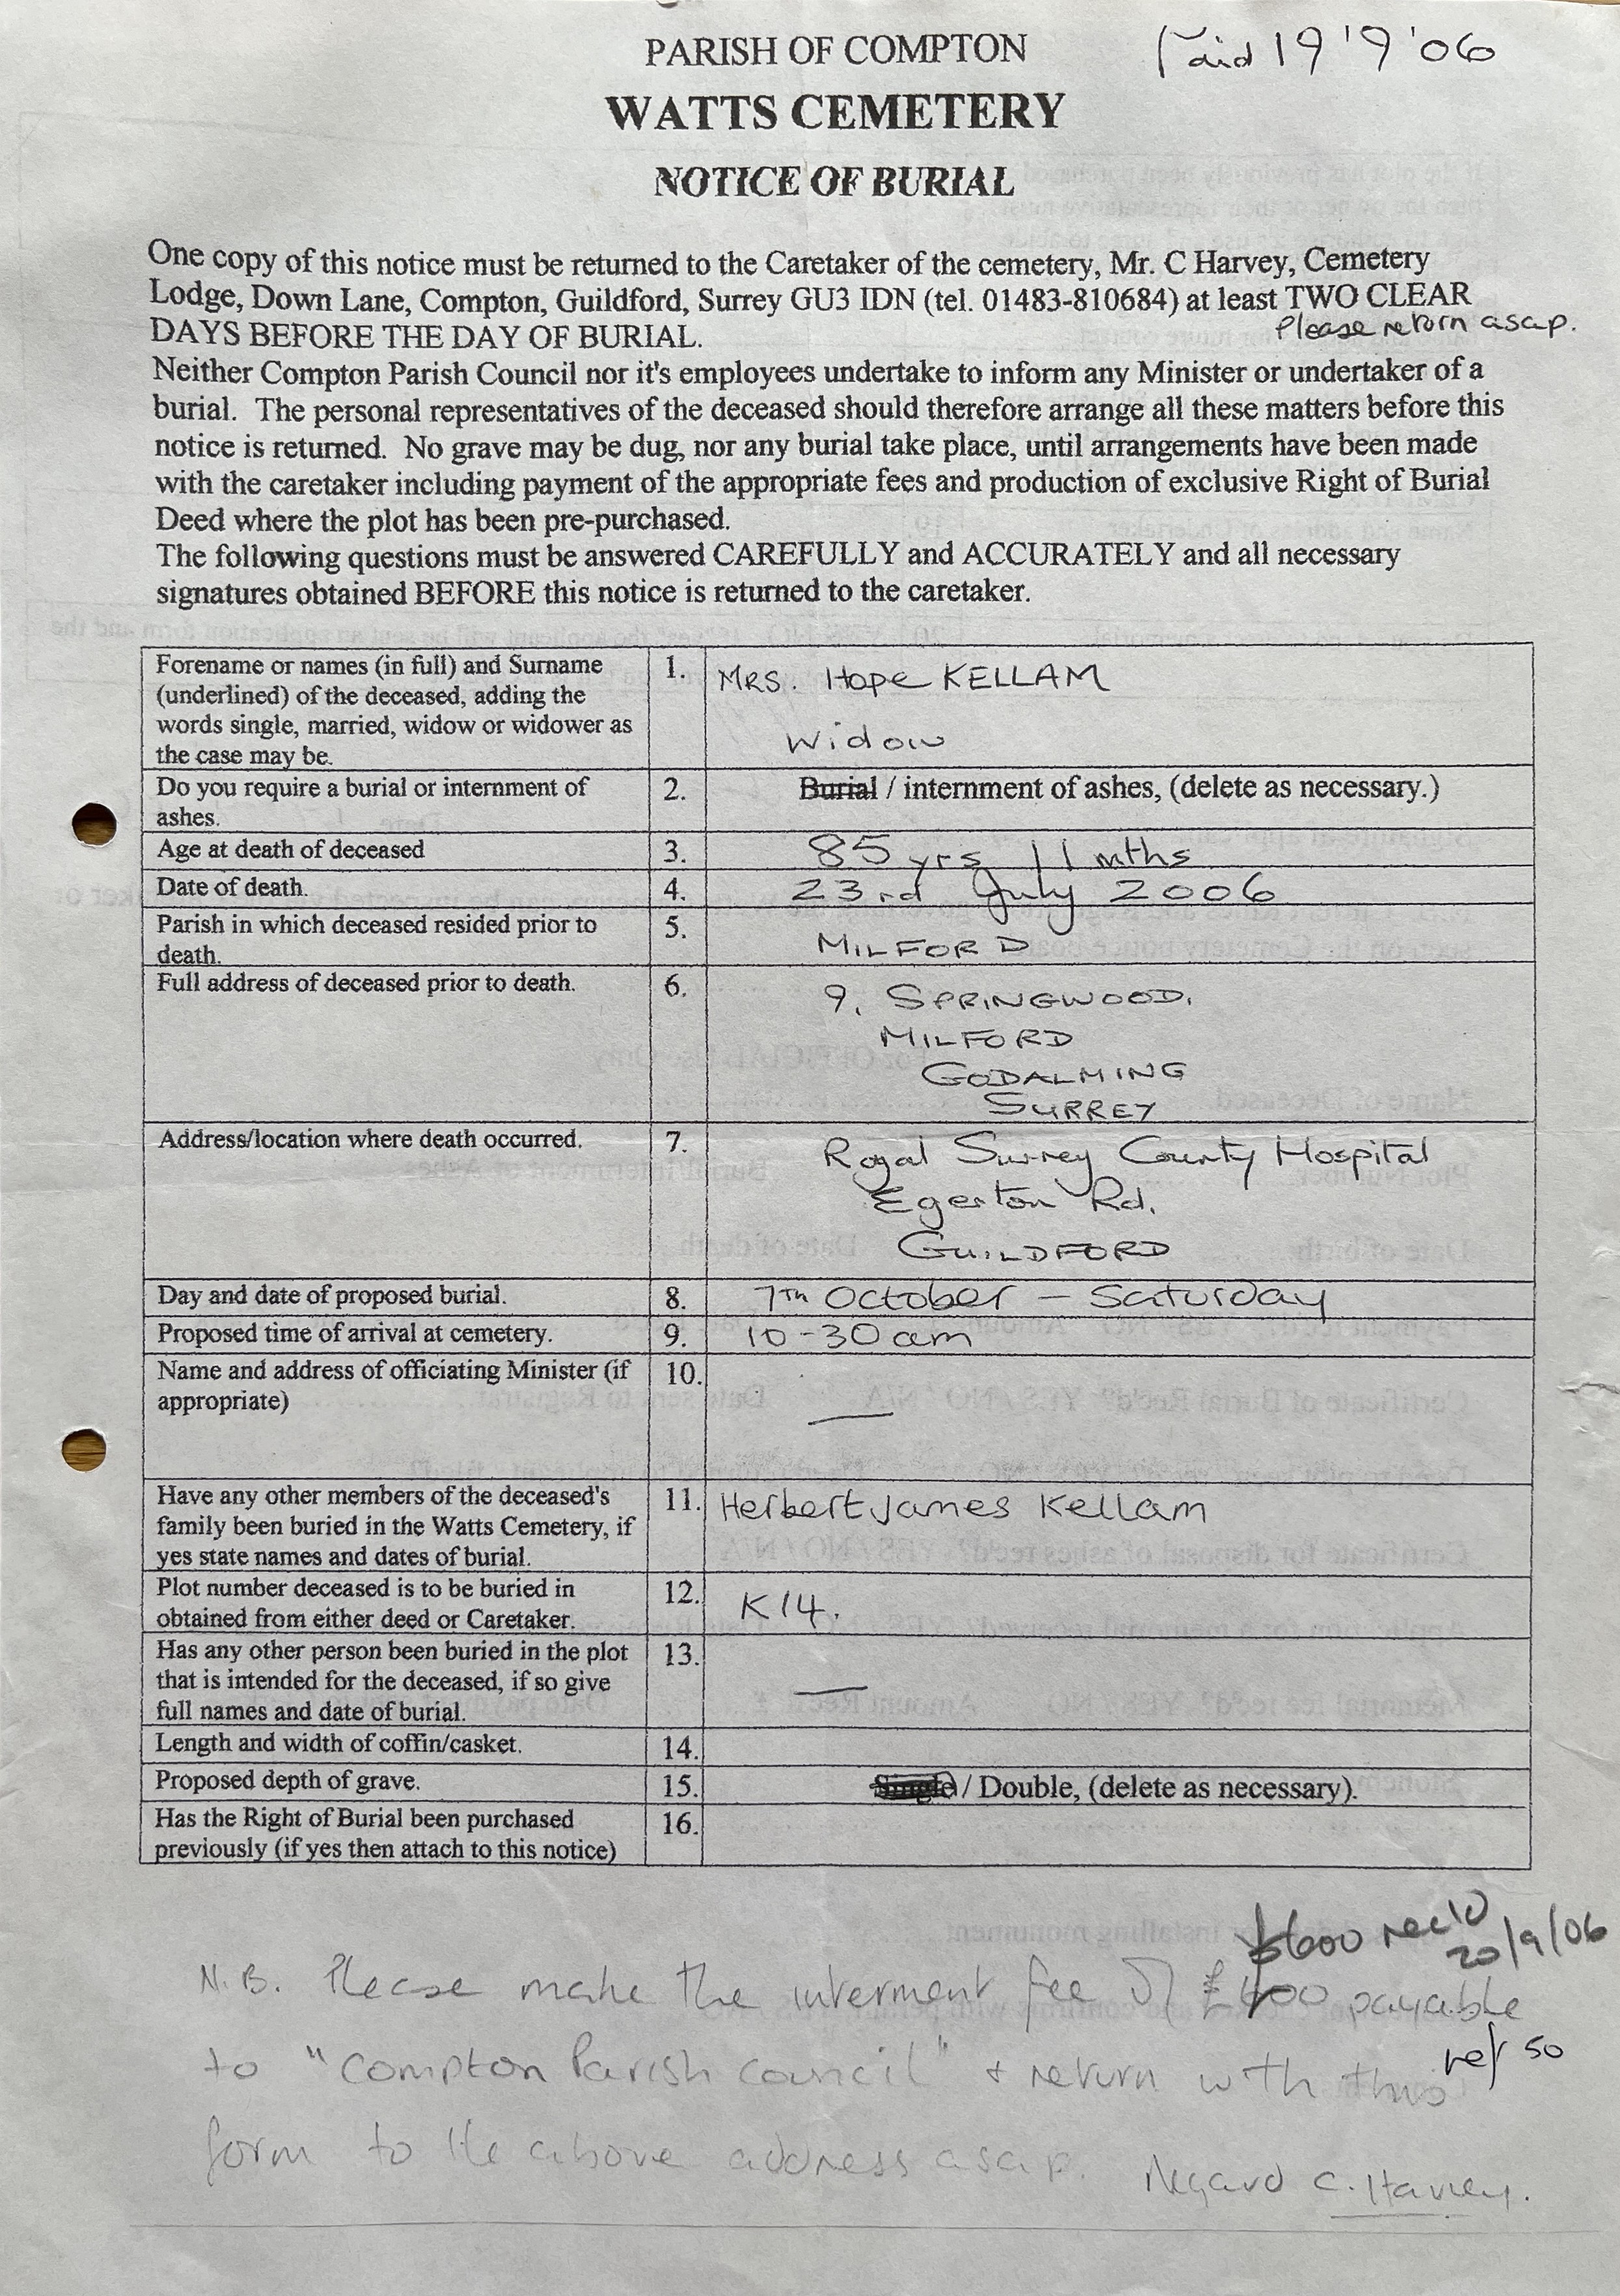 PARISH OF COMPTON
Paid 19'9'06
WATTS CEMETERY
NOTICE OF BURIAL
One copy of this notice must be returned to the Caretaker of the cemetery, Mr. C Harvey, Cemetery
Lodge, Down Lane, Compton, Guildford, Surrey GU3 IDN (tel. 01483-810684) at least TWO CLEAR
DAYS BEFORE THE DAY OF BURIAL.
Please return asap.
Neither Compton Parish Council nor it's employees undertake to inform any Minister or undertaker of a
burial. The personal representatives of the deceased should therefore arrange all these matters before this
notice is returned. No grave may be dug, nor any burial take place, until arrangements have been made
with the caretaker including payment of the appropriate fees and production of exclusive Right of Burial
Deed where the plot has been pre-purchased.
The following questions must be answered CAREFULLY and ACCURATELY and all necessary
signatures obtained BEFORE this notice is returned to the caretaker.
Forename or names (in full) and Surname
(underlined) of the deceased, adding the
words single, married, widow or widower as
the case may be.
1.
MRS. Hope KELLAM
Widow
Do you require a burial or internment of
ashes.
2.
Burial / internment of ashes, (delete as necessary.)
Age at death of deceased
3.
85 yrs 11 mths
Date of death.
4.
23rd July 2006
Parish in which deceased resided prior to
death.
5.
MILFORD
Full address of deceased prior to death.
6.
9, SPRINGWOOD,
MILFORD
GODALMING
SURREY
Address/location where death occurred.
7.
Royal Surrey County Hospital
Egerton Rd.
GUILDFORD
Day and date of proposed burial.
8.
7TH October - Saturday
Proposed time of arrival at cemetery.
9.
10-30am
Name and address of officiating Minister (if
appropriate)
10.
—
Have any other members of the deceased's
family been buried in the Watts Cemetery, if
yes state names and dates of burial.
11.
Herbert James Kellam
Plot number deceased is to be buried in
obtained from either deed or Caretaker.
12.
K14.
Has any other person been buried in the plot
that is intended for the deceased, if so give
full names and date of burial.
13.
—
Length and width of coffin/casket.
14.
Proposed depth of grave.
15.
Single / Double, (delete as necessary).
Has the Right of Burial been purchased
previously (if yes then attach to this notice)
16.
£600 rec'd
20/9/06
N.B. Please make the interment fee of £600 payable
to "Compton Parish Council" + return with this
ref 50
form to the above address asap.
Regard C. Harvey.